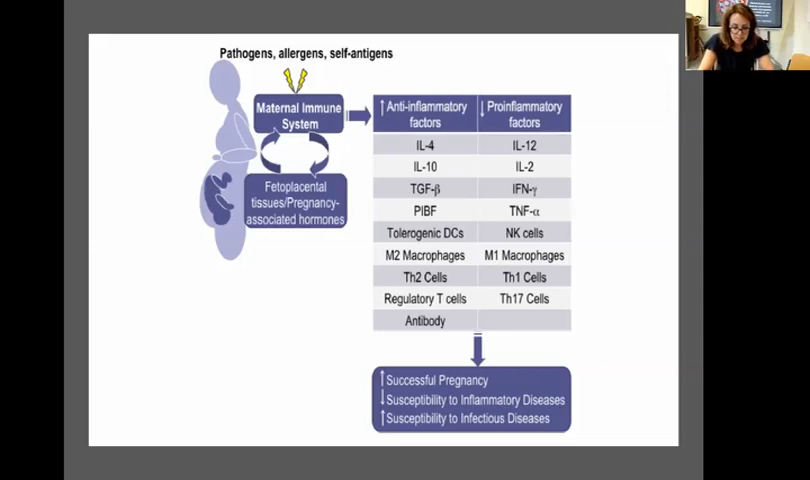 Pathogens, allergens, self-antigens
Maternal Immune
System
Fetoplacental
tissues/Pregnancy-
associated hormones
↑Anti-inflammatory
factors
↓Proinflammatory
factors
IL-4
IL-12
IL-10
IL-2
TGF-β
IFN-γ
PIBF
TNF-α
Tolerogenic DCs
NK cells
M2 Macrophages
M1 Macrophages
Th2 Cells
Th1 Cells
Regulatory T cells
Th17 Cells
Antibody
↑Successful Pregnancy
↓Susceptibility to Inflammatory Diseases
↑Susceptibility to Infectious Diseases